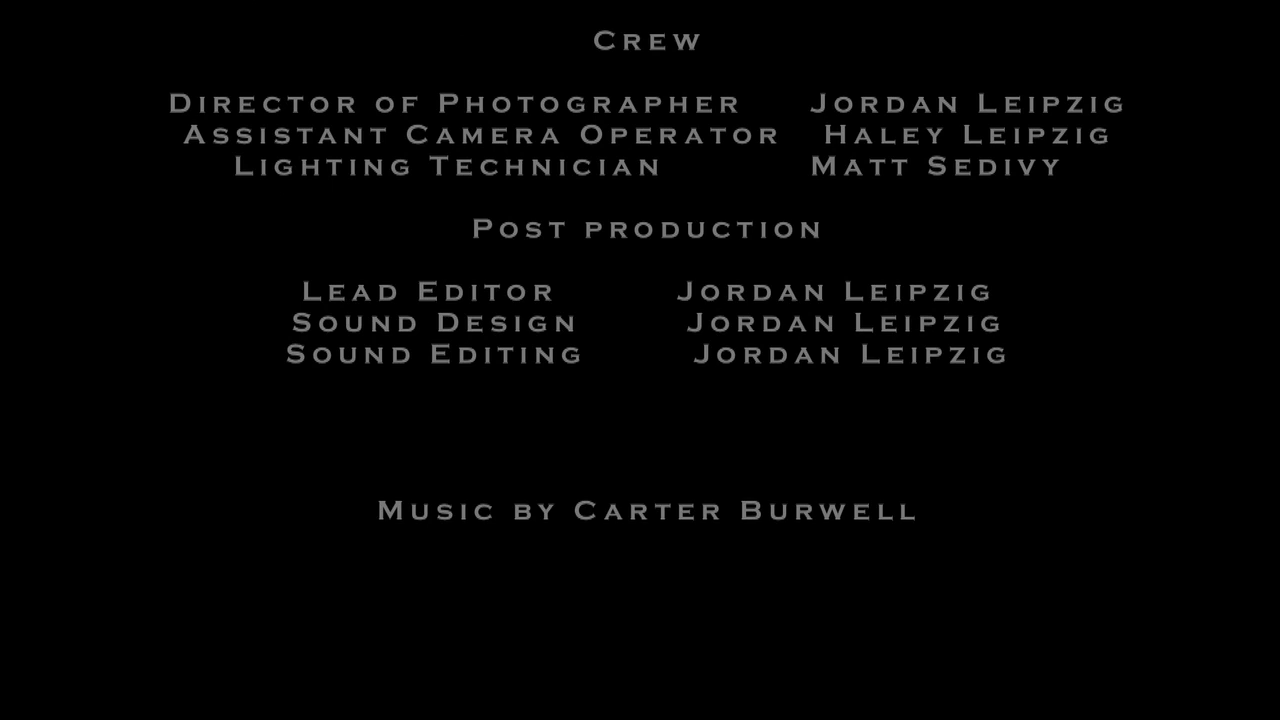 Crew
Director of Photographer Jordan Leipzig
Assistant Camera Operator Haley Leipzig
Lighting Technician Matt Sedivy
Post production
Lead Editor Jordan Leipzig
Sound Design Jordan Leipzig
Sound Editing Jordan Leipzig
Music by Carter Burwell